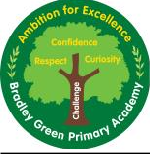 Ambition for Excellence
Confidence
Respect
Curiosity
Challenge
Bradley Green Primary Academy